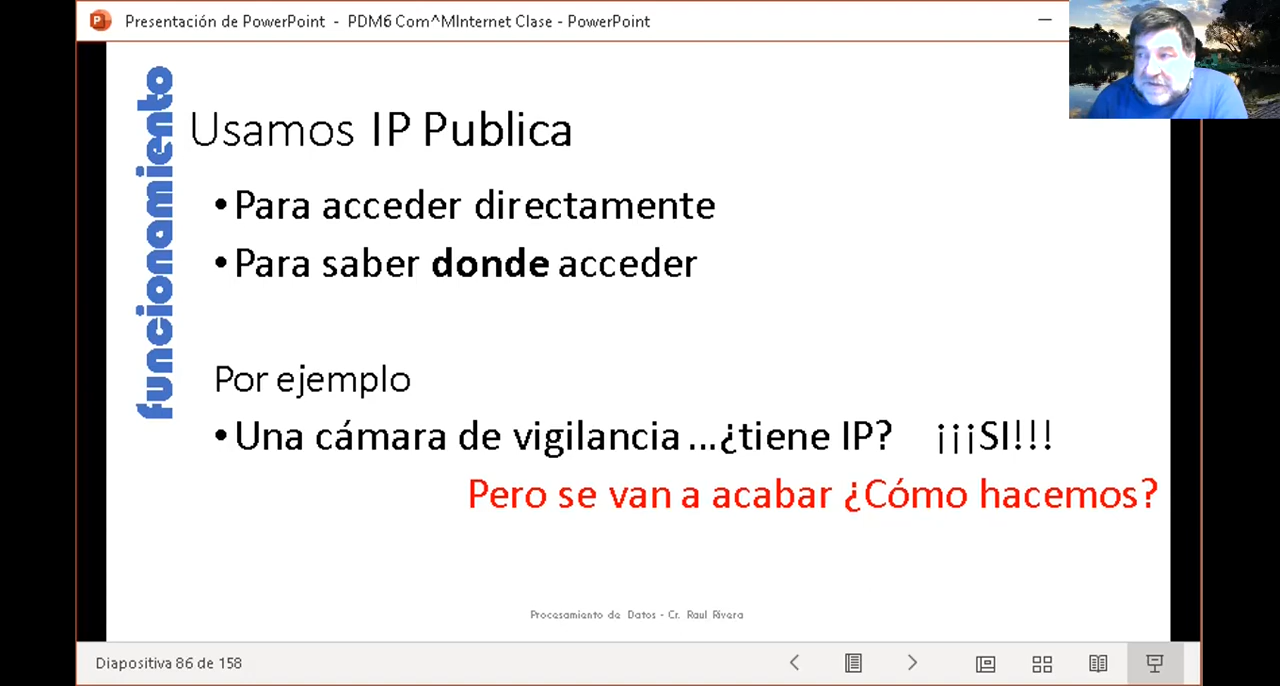 Presentación de PowerPoint - PDM6 Com^MInternet Clase - PowerPoint
funcionamiento
Usamos IP Publica
•Para acceder directamente
•Para saber donde acceder
Por ejemplo
•Una cámara de vigilancia ...¿tiene IP? ¡¡¡SI!!!
Pero se van a acabar ¿Cómo hacemos?
Procesamiento de Datos - Cr. Raul Rivera
Diapositiva 86 de 158